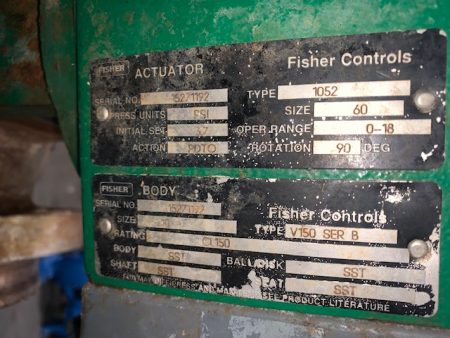 FISHER ACTUATOR Fisher Controls
SERIAL NO. 15271192 TYPE 1052
PRESS UNITS PSI SIZE 60
INITIAL SET OPER RANGE 0-18
ACTION PDTO ROTATION 90 DEG
FISHER BODY
SERIAL NO. 15271192 Fisher Controls
SIZE TYPE V150 SER B
RATING CL150
BODY SST BALL/DISK SST
SHAFT SST SEAT SST
SEE PRODUCT LITERATURE